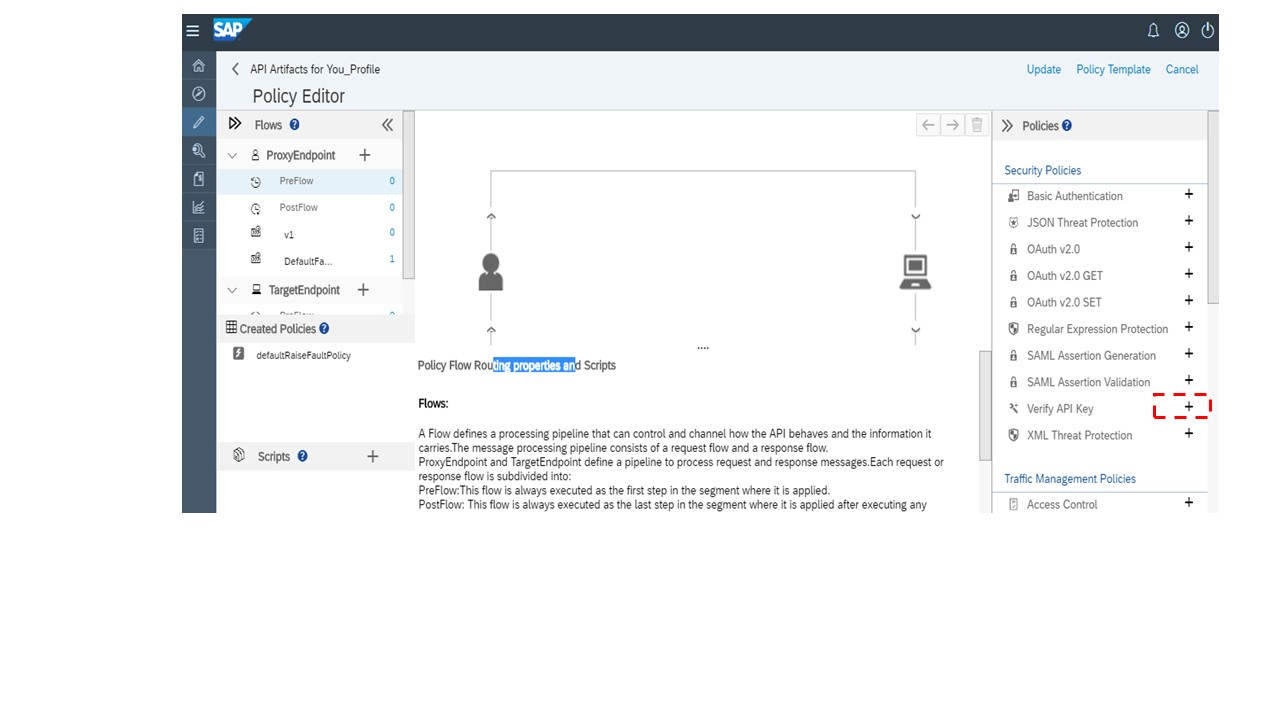 SAP
API Artifacts for You_Profile
Update Policy Template Cancel
Policy Editor
Flows ?
ProxyEndpoint +
PreFlow 0
PostFlow 0
v1 0
DefaultFa... 1
TargetEndpoint +
PreFlow 0
Created Policies ?
defaultRaiseFaultPolicy
Scripts ? +
....
Policy Flow Routing properties and Scripts
Flows:
A Flow defines a processing pipeline that can control and channel how the API behaves and the information it
carries.The message processing pipeline consists of a request flow and a response flow.
ProxyEndpoint and TargetEndpoint define a pipeline to process request and response messages.Each request or
response flow is subdivided into:
PreFlow:This flow is always executed as the first step in the segment where it is applied.
PostFlow: This flow is always executed as the last step in the segment where it is applied after executing any
Policies ?
Security Policies
Basic Authentication +
JSON Threat Protection +
OAuth v2.0 +
OAuth v2.0 GET +
OAuth v2.0 SET +
Regular Expression Protection +
SAML Assertion Generation +
SAML Assertion Validation +
Verify API Key +
XML Threat Protection +
Traffic Management Policies
Access Control +